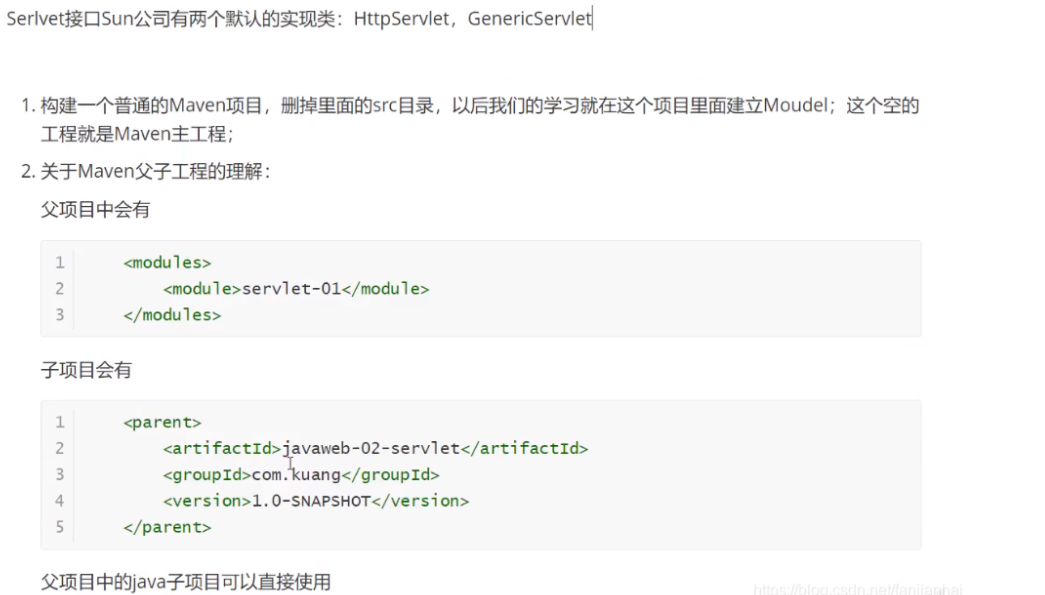 Serlvet接口Sun公司有两个默认的实现类：HttpServlet，GenericServlet
1. 构建一个普通的Maven项目，删掉里面的src目录，以后我们的学习就在这个项目里面建立Moudel；这个空的
工程就是Maven主工程；
2. 关于Maven父子工程的理解：
父项目中会有
1 <modules>
2 <module>servlet-01</module>
3 </modules>
子项目会有
1 <parent>
2 <artifactId>javaweb-02-servlet</artifactId>
3 <groupId>com.kuang</groupId>
4 <version>1.0-SNAPSHOT</version>
5 </parent>
父项目中的java子项目可以直接使用